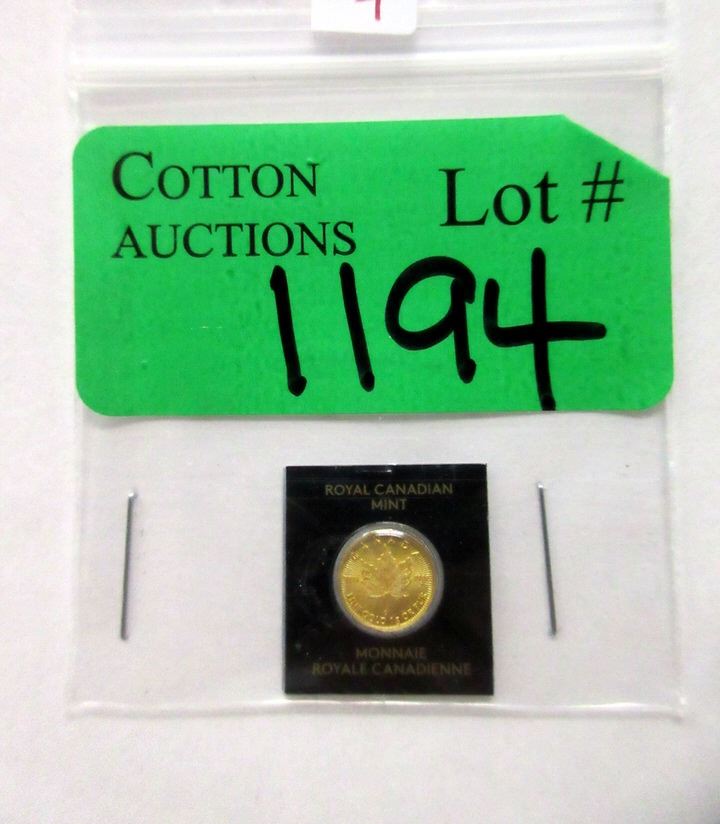 COTTON
AUCTIONS
Lot #
1194
ROYAL CANADIAN
MINT
MONNAIE
ROYALE CANADIENNE